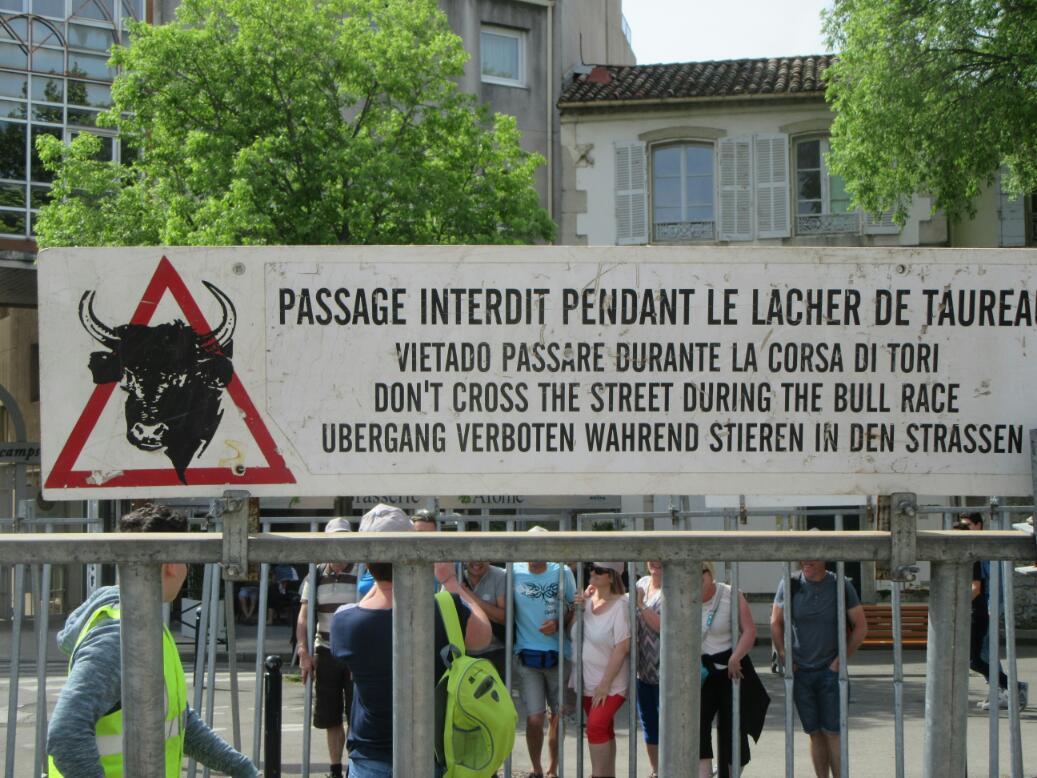 PASSAGE INTERDIT PENDANT LE LACHER DE TAUREAU
VIETADO PASSARE DURANTE LA CORSA DI TORI
DON'T CROSS THE STREET DURING THE BULL RACE
UBERGANG VERBOTEN WAHREND STIEREN IN DEN STRASSEN
camps